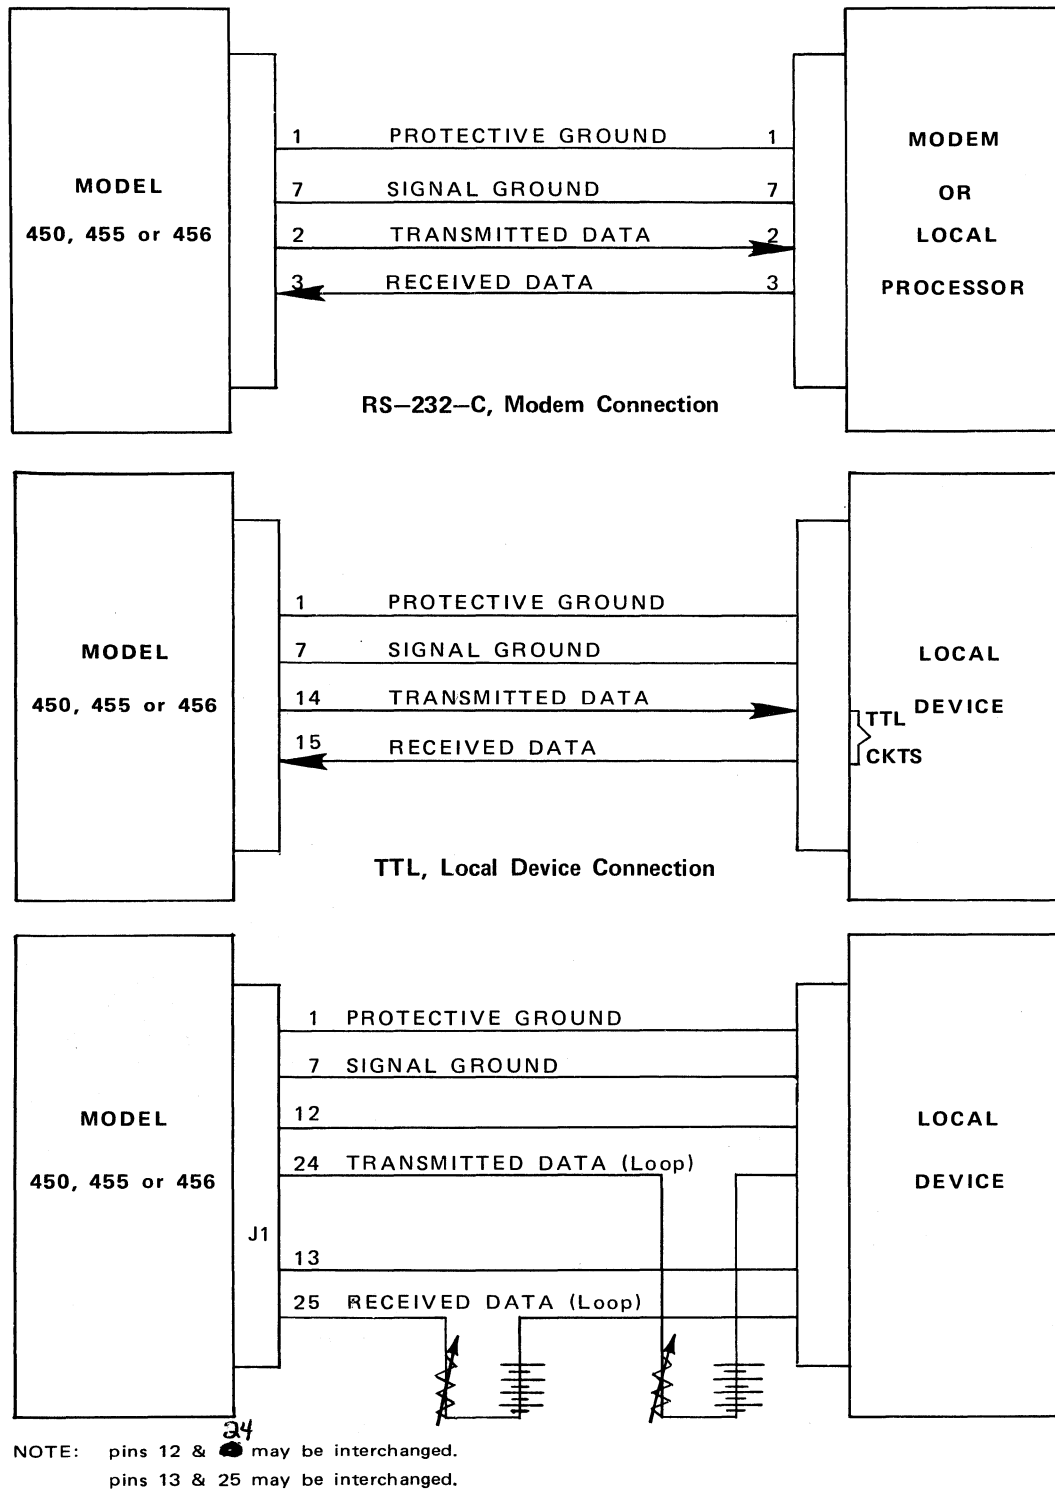 1 PROTECTIVE GROUND 1
MODEL
450, 455 or 456
7 SIGNAL GROUND 7
2 TRANSMITTED DATA 2
3 RECEIVED DATA 3
MODEM
OR
LOCAL
PROCESSOR
RS–232–C, Modem Connection
MODEL
450, 455 or 456
1 PROTECTIVE GROUND
7 SIGNAL GROUND
14 TRANSMITTED DATA
15 RECEIVED DATA
LOCAL
DEVICE
TTL
CKTS
TTL, Local Device Connection
MODEL
450, 455 or 456
J1
1 PROTECTIVE GROUND
7 SIGNAL GROUND
12
24 TRANSMITTED DATA (Loop)
13
25 RECEIVED DATA (Loop)
LOCAL
DEVICE
NOTE: pins 12 & 24 may be interchanged.
pins 13 & 25 may be interchanged.